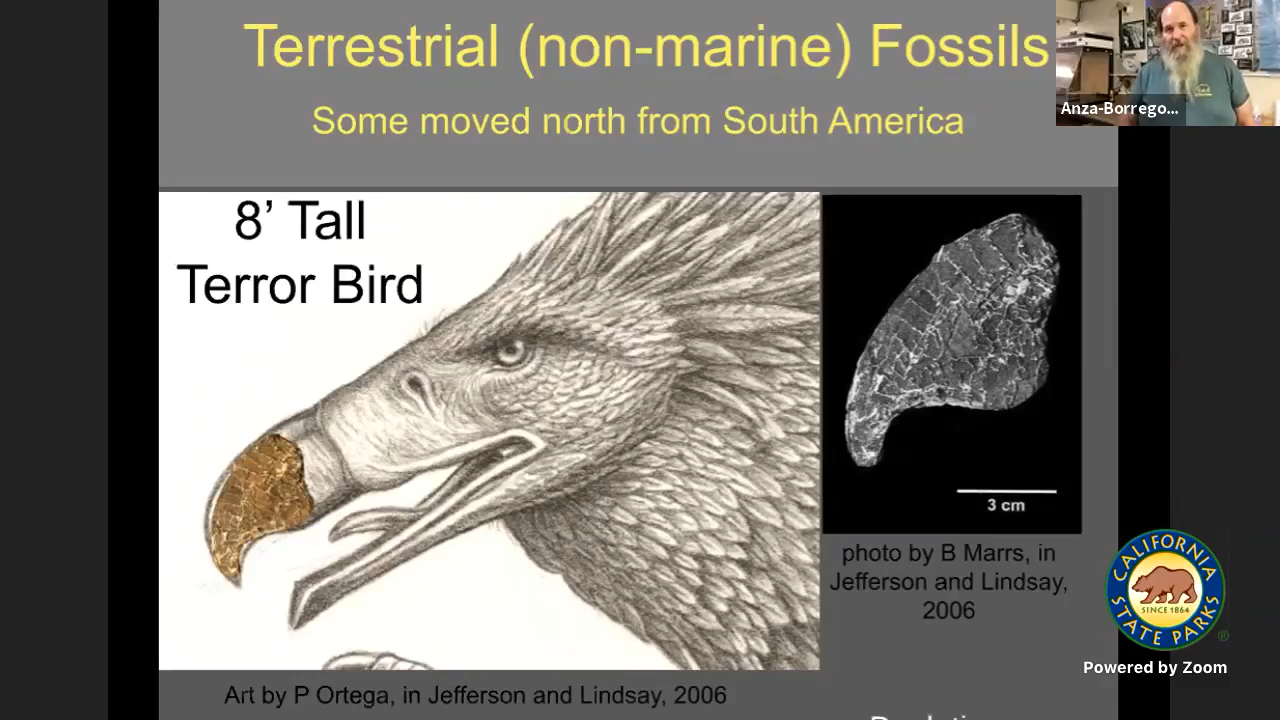 Terrestrial (non-marine) Fossils
Some moved north from South America
Anza-Borrego...
8’ Tall
Terror Bird
3 cm
photo by B Marrs, in
Jefferson and Lindsay,
2006
CALIFORNIA
SINCE 1864
STATE PARKS
®
Powered by Zoom
Art by P Ortega, in Jefferson and Lindsay, 2006